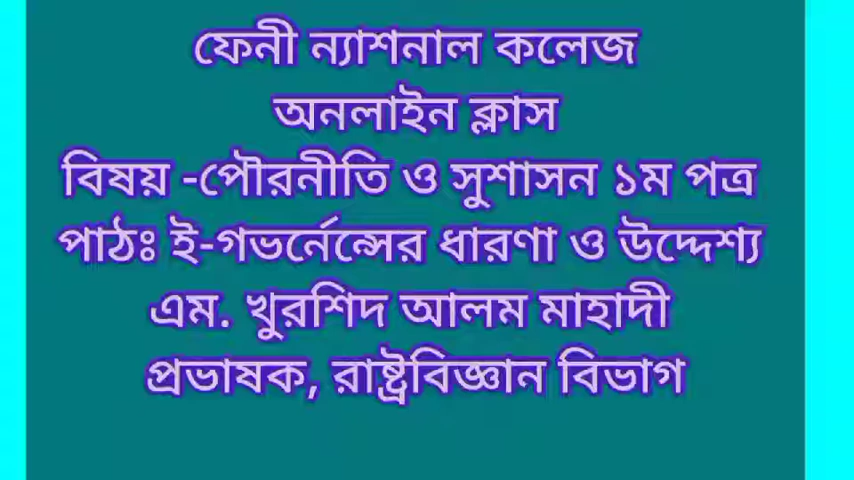 ফেনী ন্যাশনাল কলেজ
অনলাইন ক্লাস
বিষয় -পৌরনীতি ও সুশাসন ১ম পত্র
পাঠঃ ই-গভর্নেন্সের ধারণা ও উদ্দেশ্য
এম. খুরশিদ আলম মাহাদী
প্রভাষক, রাষ্ট্রবিজ্ঞান বিভাগ